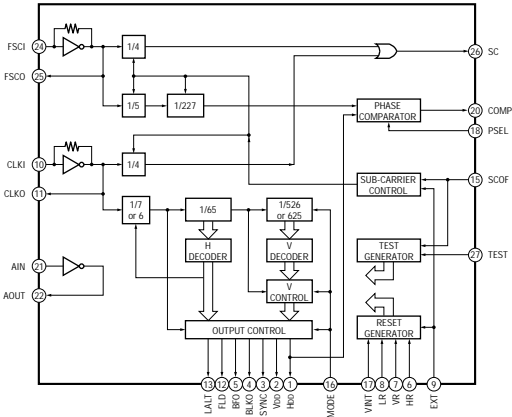 FSCI 24
1/4
26 SC
FSCO 25
1/5
1/227
PHASE
COMPARATOR
20 COMP
18 PSEL
CLKI 10
1/4
CLKO 11
SUB-CARRIER
CONTROL
15 SCOF
1/7
or 6
1/65
1/526
or 625
H
DECODER
V
DECODER
TEST
GENERATOR
27 TEST
AIN 21
AOUT 22
V
CONTROL
OUTPUT CONTROL
RESET
GENERATOR
13 12 5 4 3 2 1 16 17 8 7 6 9
LALT
FLD
BFO
BLKO
SYNC
VDD
HDD
MODE
VINT
LR
VR
HR
EXT